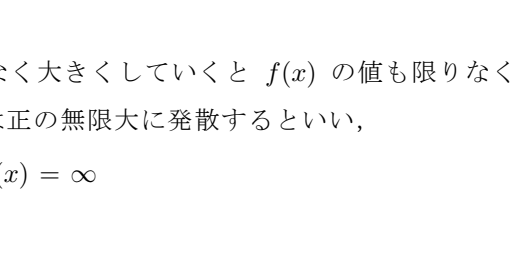 なく大きくしていくと f(x) の値も限りなく
正の無限大に発散するといい,
(x) = ∞